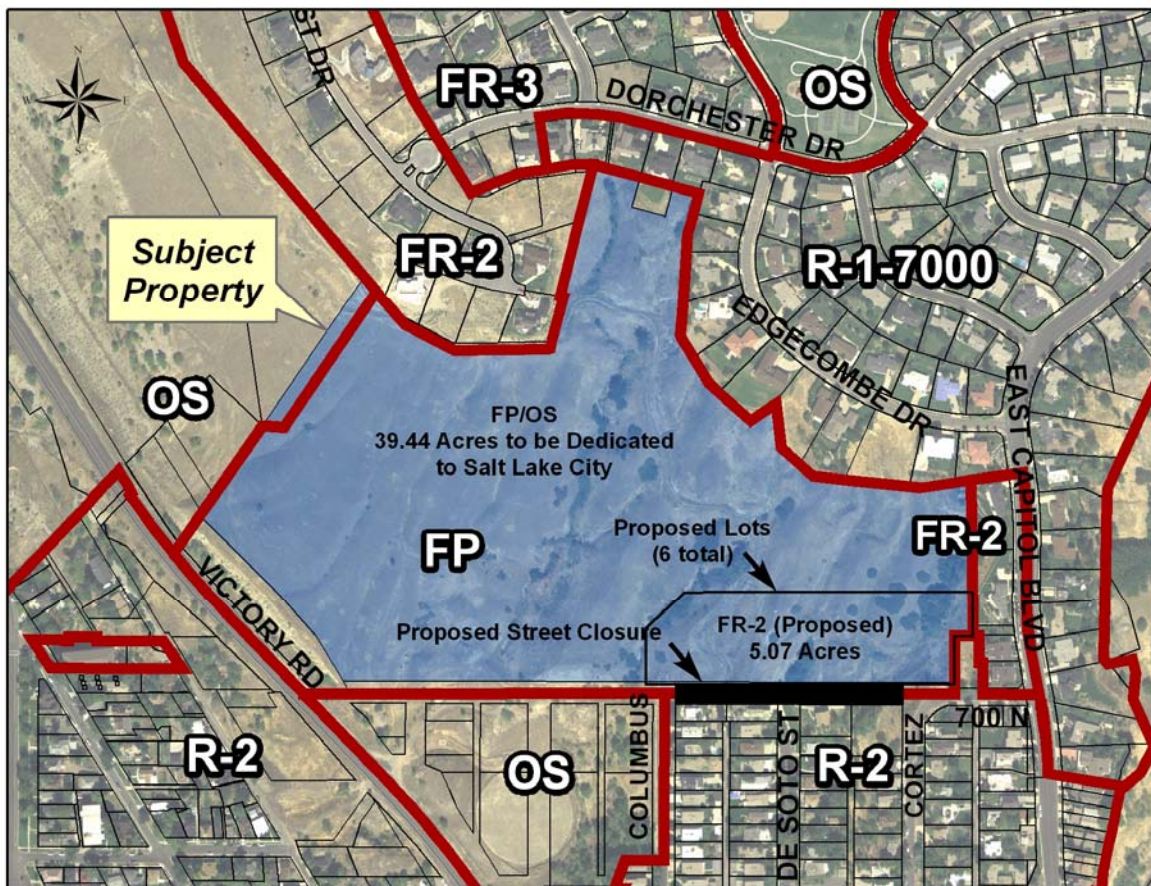 N
W
E
S
ST DR
FR-3
DORCHESTER DR
OS
Subject
Property
FR-2
R-1-7000
EDGECOMBE DR
EAST CAPITOL BLVD
OS
FP/OS
39.44 Acres to be Dedicated
to Salt Lake City
FP
Proposed Lots
(6 total)
FR-2
VICTORY RD
Proposed Street Closure
FR-2 (Proposed)
5.07 Acres
700 N
R-2
OS
COLUMBUS
DE SOTO ST
R-2
CORTEZ